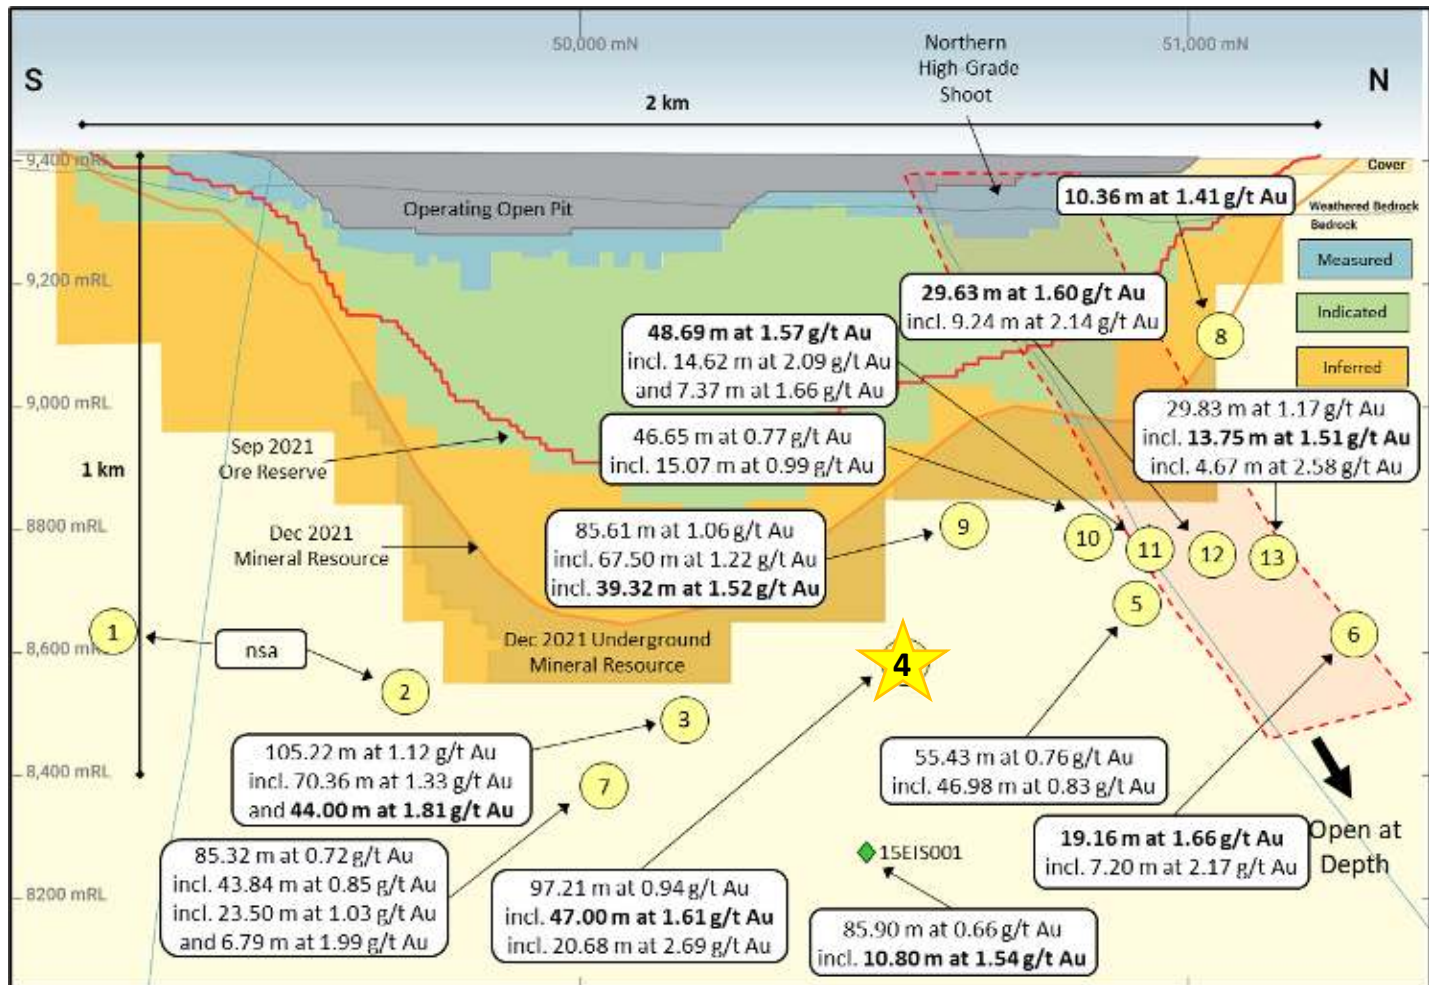 50,000 mN
51,000 mN
Northern
High-Grade
Shoot
S
N
2 km
9,400 mRL
Cover
10.36 m at 1.41 g/t Au
Operating Open Pit
Weathered Bedrock
Bedrock
Measured
9,200 mRL
29.63 m at 1.60 g/t Au
incl. 9.24 m at 2.14 g/t Au
Indicated
48.69 m at 1.57 g/t Au
incl. 14.62 m at 2.09 g/t Au
and 7.37 m at 1.66 g/t Au
8
Inferred
9,000 mRL
29.83 m at 1.17 g/t Au
incl. 13.75 m at 1.51 g/t Au
incl. 4.67 m at 2.58 g/t Au
46.65 m at 0.77 g/t Au
incl. 15.07 m at 0.99 g/t Au
Sep 2021
Ore Reserve
1 km
8800 mRL
Dec 2021
Mineral Resource
85.61 m at 1.06 g/t Au
incl. 67.50 m at 1.22 g/t Au
incl. 39.32 m at 1.52 g/t Au
9
10
11
12
13
5
6
1
8,600 mRL
nsa
Dec 2021 Underground
Mineral Resource
4
2
3
105.22 m at 1.12 g/t Au
incl. 70.36 m at 1.33 g/t Au
and 44.00 m at 1.81 g/t Au
55.43 m at 0.76 g/t Au
incl. 46.98 m at 0.83 g/t Au
8,400 mRL
7
19.16 m at 1.66 g/t Au
incl. 7.20 m at 2.17 g/t Au
Open at
Depth
15EIS001
85.32 m at 0.72 g/t Au
incl. 43.84 m at 0.85 g/t Au
incl. 23.50 m at 1.03 g/t Au
and 6.79 m at 1.99 g/t Au
97.21 m at 0.94 g/t Au
incl. 47.00 m at 1.61 g/t Au
incl. 20.68 m at 2.69 g/t Au
8200 mRL
85.90 m at 0.66 g/t Au
incl. 10.80 m at 1.54 g/t Au